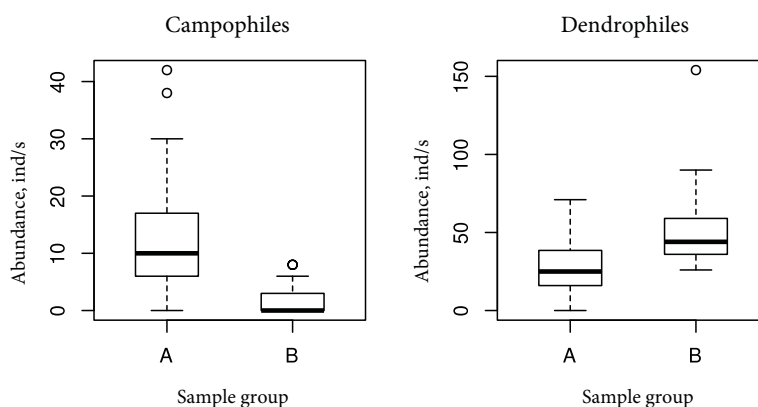 Campophiles
Abundance, ind/s
40
30
20
10
0
A B
Sample group
Dendrophiles
Abundance, ind/s
150
100
50
0
A B
Sample group